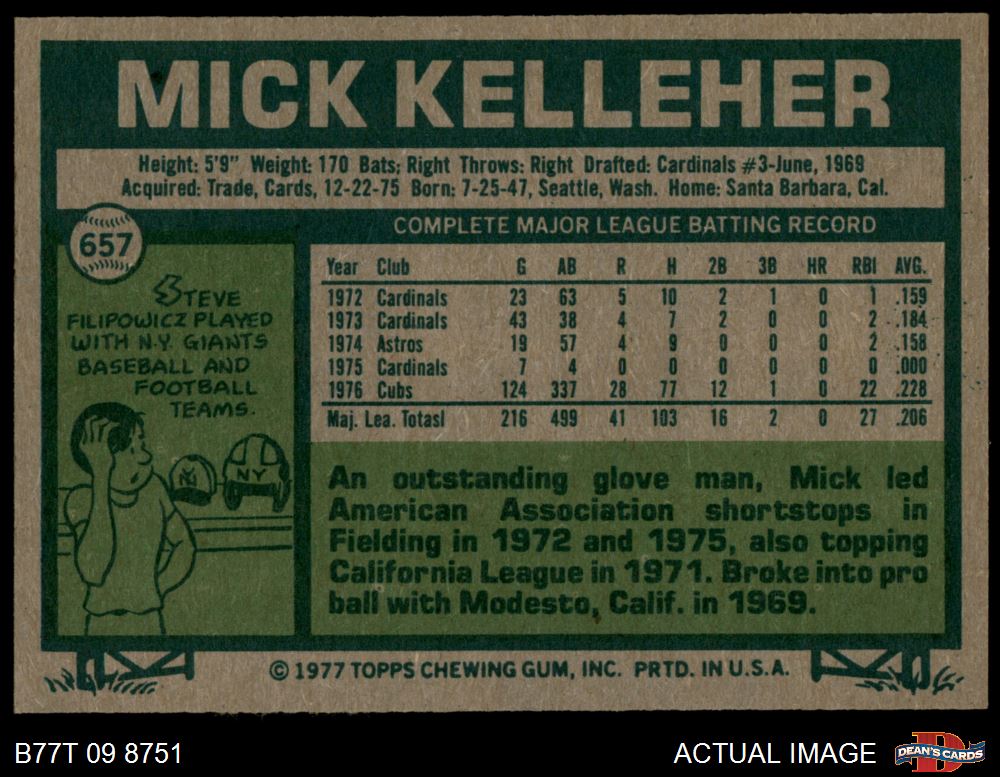 MICK KELLEHER
Height: 5'9" Weight: 170 Bats: Right Throws: Right Drafted: Cardinals #3-June, 1969
Acquired: Trade, Cards, 12-22-75 Born: 7-25-47, Seattle, Wash. Home: Santa Barbara, Cal.
657
STEVE
FILIPOWICZ PLAYED
WITH N.Y. GIANTS
BASEBALL AND
FOOTBALL
TEAMS.
NY
NY
COMPLETE MAJOR LEAGUE BATTING RECORD
Year Club G AB R H 2B 3B HR RBI AVG.
1972 Cardinals 23 63 5 10 2 1 0 1 .159
1973 Cardinals 43 38 4 7 2 0 0 2 .184
1974 Astros 19 57 4 9 0 0 0 2 .158
1975 Cardinals 7 4 0 0 0 0 0 0 .000
1976 Cubs 124 337 28 77 12 1 0 22 .228
Maj. Lea. Totasl 216 499 41 103 16 2 0 27 .206
An outstanding glove man, Mick led
American Association shortstops in
Fielding in 1972 and 1975, also topping
California League in 1971. Broke into pro
ball with Modesto, Calif. in 1969.
© 1977 TOPPS CHEWING GUM, INC. PRTD. IN U.S.A.
B77T 09 8751
ACTUAL IMAGE
D
DEAN'S CARDS